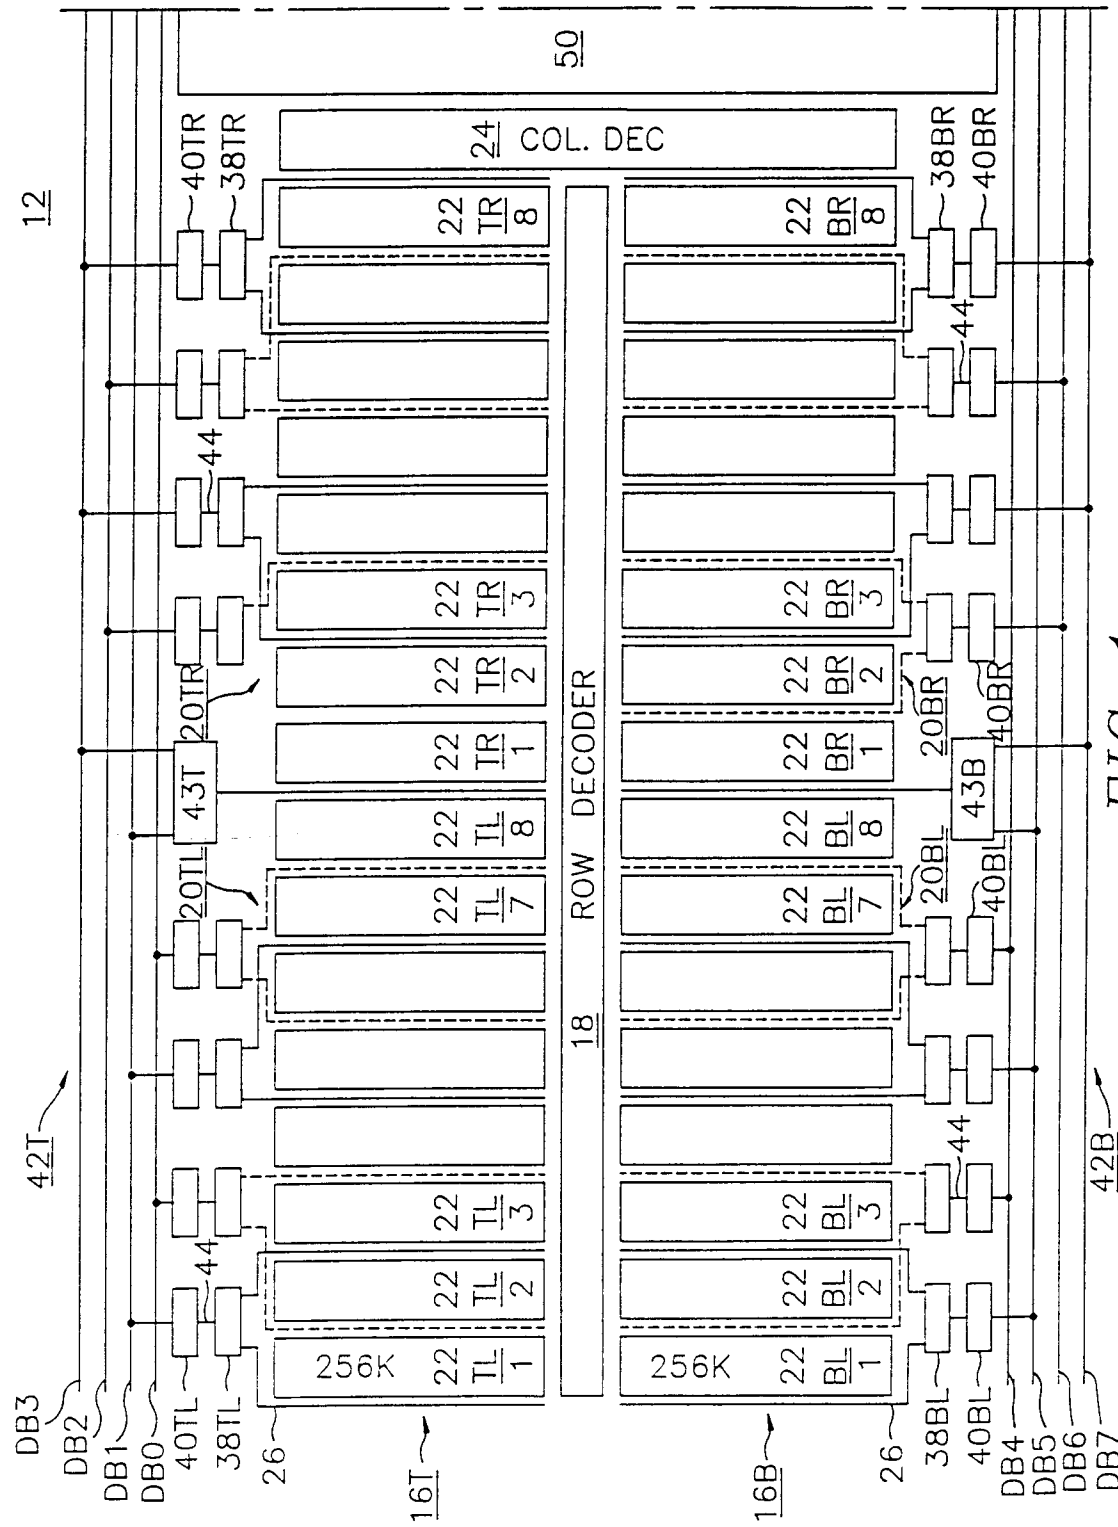 12
42T
DB3
DB2
DB1
DB0
40TL
38TL
44
20TL
43T
20TR
44
40TR
38TR
26
16T
256K
22 TL 1
22 TL 2
22 TL 3
22 TL 7
22 TL 8
22 TR 1
22 TR 2
22 TR 3
22 TR 8
18 ROW DECODER
24 COL. DEC
50
16B
256K
22 BL 1
22 BL 2
22 BL 3
22 BL 7
22 BL 8
22 BR 1
22 BR 2
22 BR 3
22 BR 8
26
38BL
40BL
44
20BL
40BL
43B
20BR
40BR
44
38BR
40BR
DB4
DB5
DB6
DB7
42B